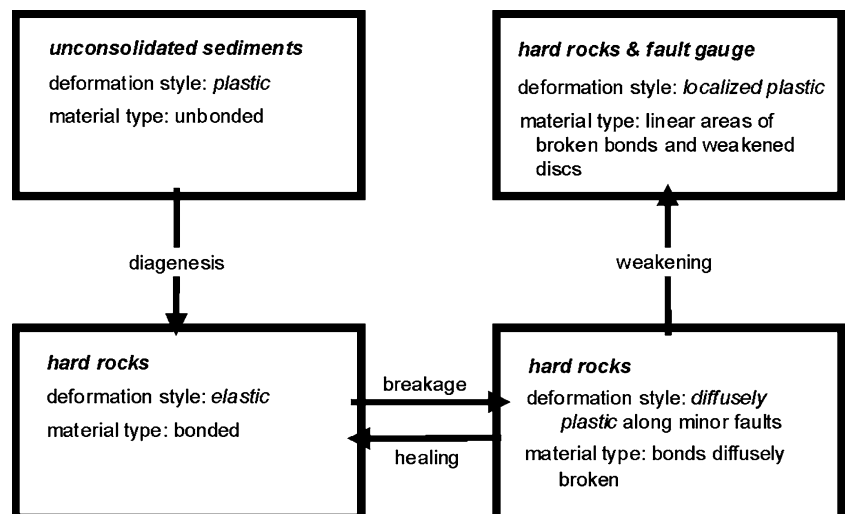 unconsolidated sediments
deformation style: plastic
material type: unbonded
hard rocks & fault gauge
deformation style: localized plastic
material type: linear areas of
broken bonds and weakened
discs
diagenesis
weakening
hard rocks
deformation style: elastic
material type: bonded
breakage
healing
hard rocks
deformation style: diffusely
plastic along minor faults
material type: bonds diffusely
broken